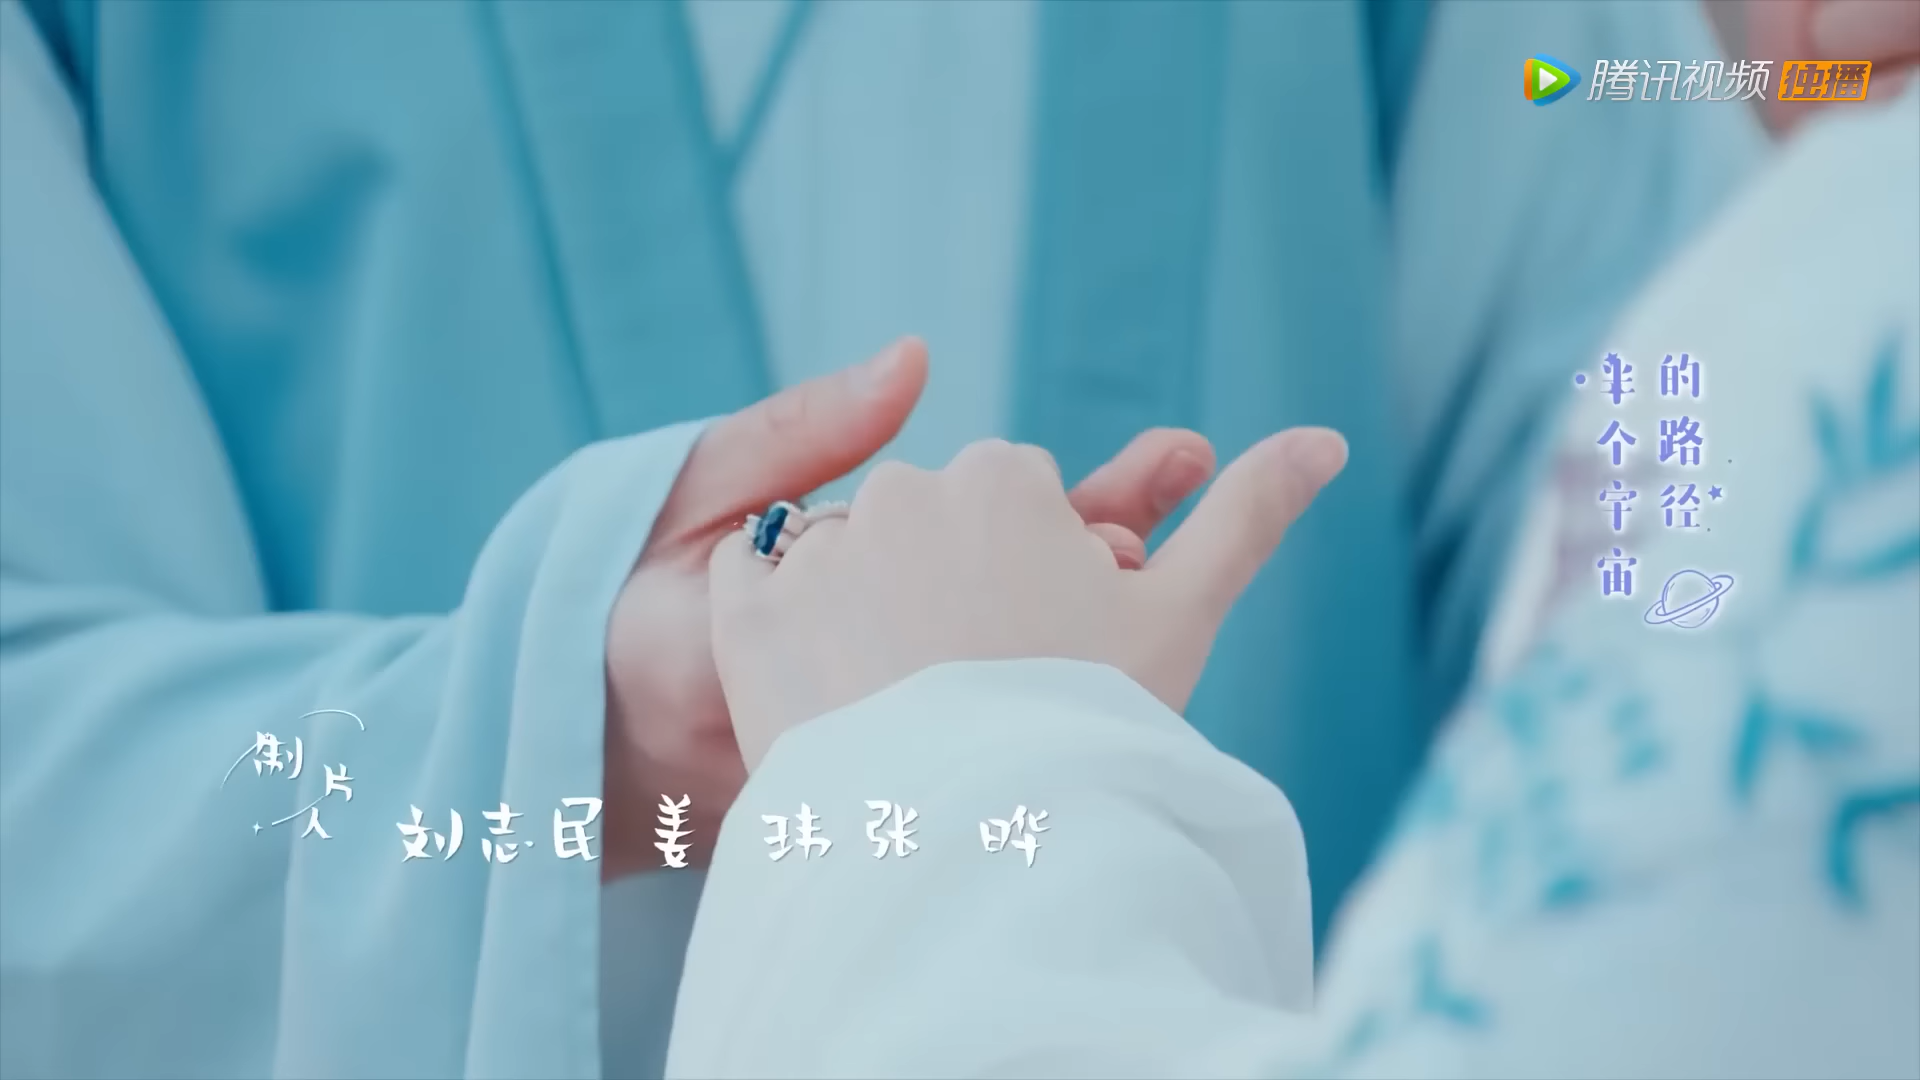 腾讯视频 独播
的路径
半个宇宙
制片人
刘志民 姜玮 张晔